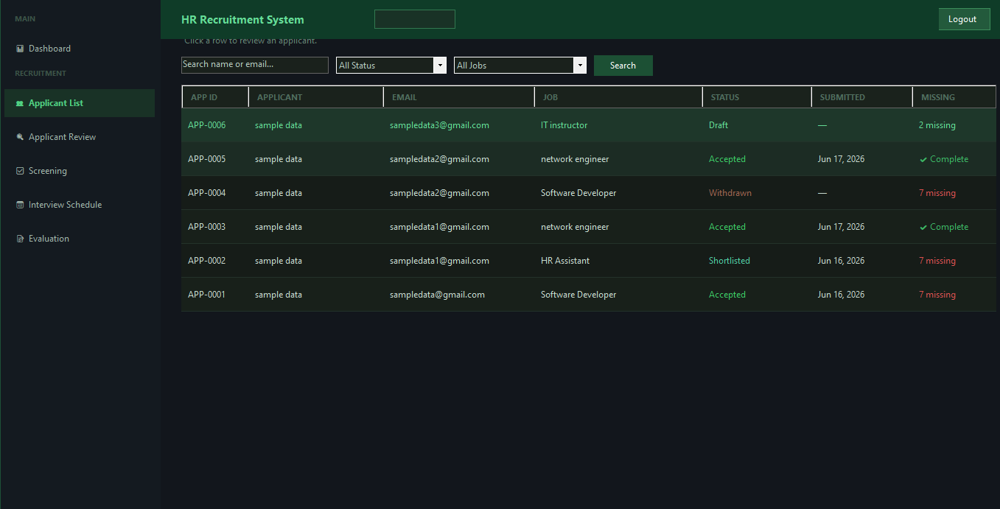 MAIN
Dashboard
RECRUITMENT
Applicant List
Applicant Review
Screening
Interview Schedule
Evaluation
HR Recruitment System
Logout
Click a row to review an applicant.
Search name or email... All Status All Jobs Search
APP ID APPLICANT EMAIL JOB STATUS SUBMITTED MISSING
APP-0006 sample data sampledata3@gmail.com IT instructor Draft — 2 missing
APP-0005 sample data sampledata2@gmail.com network engineer Accepted Jun 17, 2026 ✓ Complete
APP-0004 sample data sampledata2@gmail.com Software Developer Withdrawn — 7 missing
APP-0003 sample data sampledata1@gmail.com network engineer Accepted Jun 17, 2026 ✓ Complete
APP-0002 sample data sampledata1@gmail.com HR Assistant Shortlisted Jun 16, 2026 7 missing
APP-0001 sample data sampledata@gmail.com Software Developer Accepted Jun 16, 2026 7 missing